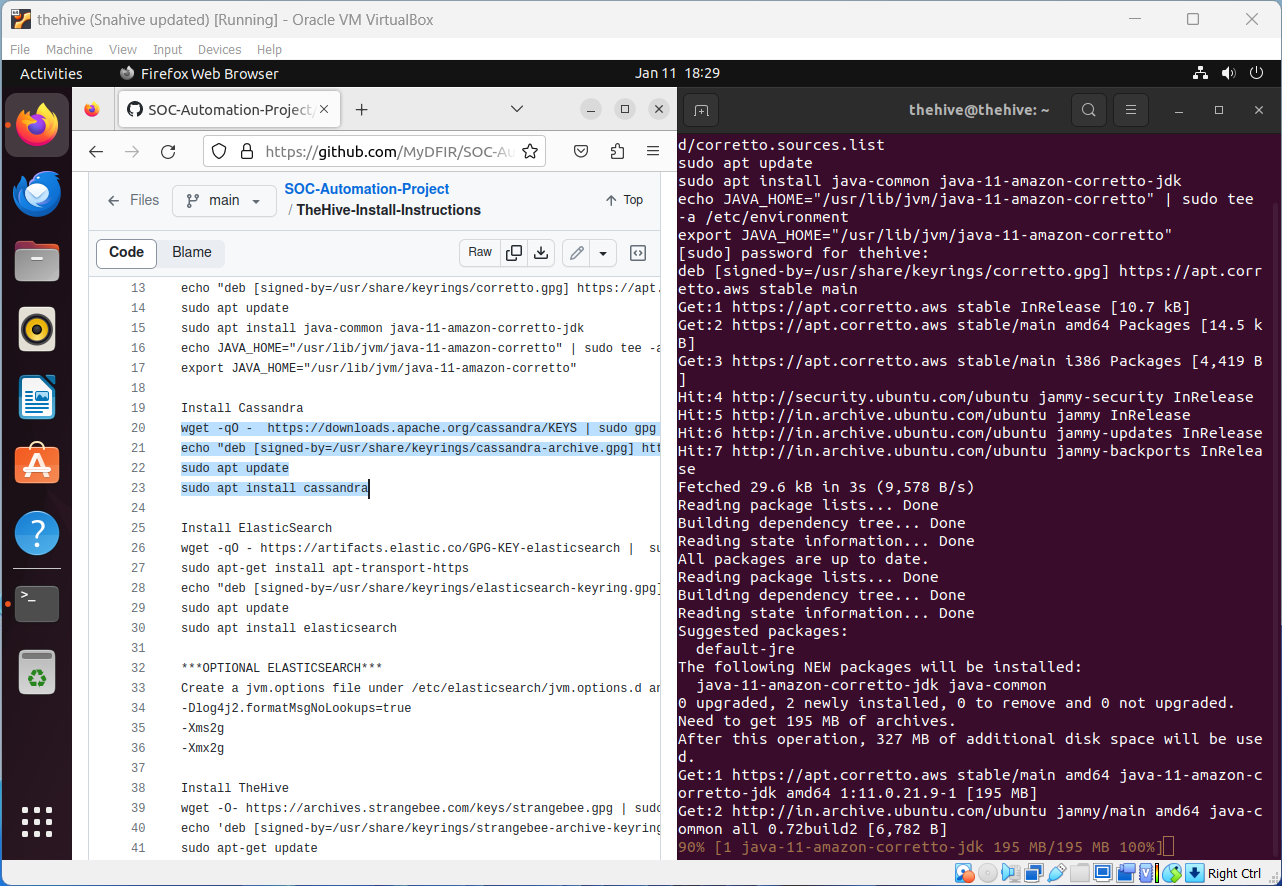 thehive (Snahive updated) [Running] - Oracle VM VirtualBox
File Machine View Input Devices Help
Activities Firefox Web Browser Jan 11 18:29
SOC-Automation-Project/
https://github.com/MyDFIR/SOC-Au
Files main SOC-Automation-Project
/ TheHive-Install-Instructions
Top
Code Blame Raw
13 echo "deb [signed-by=/usr/share/keyrings/corretto.gpg] https://apt.
14 sudo apt update
15 sudo apt install java-common java-11-amazon-corretto-jdk
16 echo JAVA_HOME="/usr/lib/jvm/java-11-amazon-corretto" | sudo tee -a
17 export JAVA_HOME="/usr/lib/jvm/java-11-amazon-corretto"
18
19 Install Cassandra
20 wget -qO -  https://downloads.apache.org/cassandra/KEYS | sudo gpg
21 echo "deb [signed-by=/usr/share/keyrings/cassandra-archive.gpg] htt
22 sudo apt update
23 sudo apt install cassandra
24
25 Install ElasticSearch
26 wget -qO - https://artifacts.elastic.co/GPG-KEY-elasticsearch |  su
27 sudo apt-get install apt-transport-https
28 echo "deb [signed-by=/usr/share/keyrings/elasticsearch-keyring.gpg]
29 sudo apt update
30 sudo apt install elasticsearch
31
32 ***OPTIONAL ELASTICSEARCH***
33 Create a jvm.options file under /etc/elasticsearch/jvm.options.d an
34 -Dlog4j2.formatMsgNoLookups=true
35 -Xms2g
36 -Xmx2g
37
38 Install TheHive
39 wget -O- https://archives.strangebee.com/keys/strangebee.gpg | sudo
40 echo 'deb [signed-by=/usr/share/keyrings/strangebee-archive-keyring
41 sudo apt-get update
thehive@thehive: ~
d/corretto.sources.list
sudo apt update
sudo apt install java-common java-11-amazon-corretto-jdk
echo JAVA_HOME="/usr/lib/jvm/java-11-amazon-corretto" | sudo tee
-a /etc/environment
export JAVA_HOME="/usr/lib/jvm/java-11-amazon-corretto"
[sudo] password for thehive:
deb [signed-by=/usr/share/keyrings/corretto.gpg] https://apt.corr
etto.aws stable main
Get:1 https://apt.corretto.aws stable InRelease [10.7 kB]
Get:2 https://apt.corretto.aws stable/main amd64 Packages [14.5 k
B]
Get:3 https://apt.corretto.aws stable/main i386 Packages [4,419 B
]
Hit:4 http://security.ubuntu.com/ubuntu jammy-security InRelease
Hit:5 http://in.archive.ubuntu.com/ubuntu jammy InRelease
Hit:6 http://in.archive.ubuntu.com/ubuntu jammy-updates InRelease
Hit:7 http://in.archive.ubuntu.com/ubuntu jammy-backports InRelea
se
Fetched 29.6 kB in 3s (9,578 B/s)
Reading package lists... Done
Building dependency tree... Done
Reading state information... Done
All packages are up to date.
Reading package lists... Done
Building dependency tree... Done
Reading state information... Done
Suggested packages:
default-jre
The following NEW packages will be installed:
java-11-amazon-corretto-jdk java-common
0 upgraded, 2 newly installed, 0 to remove and 0 not upgraded.
Need to get 195 MB of archives.
After this operation, 327 MB of additional disk space will be use
d.
Get:1 https://apt.corretto.aws stable/main amd64 java-11-amazon-c
orretto-jdk amd64 1:11.0.21.9-1 [195 MB]
Get:2 http://in.archive.ubuntu.com/ubuntu jammy/main amd64 java-c
ommon all 0.72build2 [6,782 B]
90% [1 java-11-amazon-corretto-jdk 195 MB/195 MB 100%]
Right Ctrl